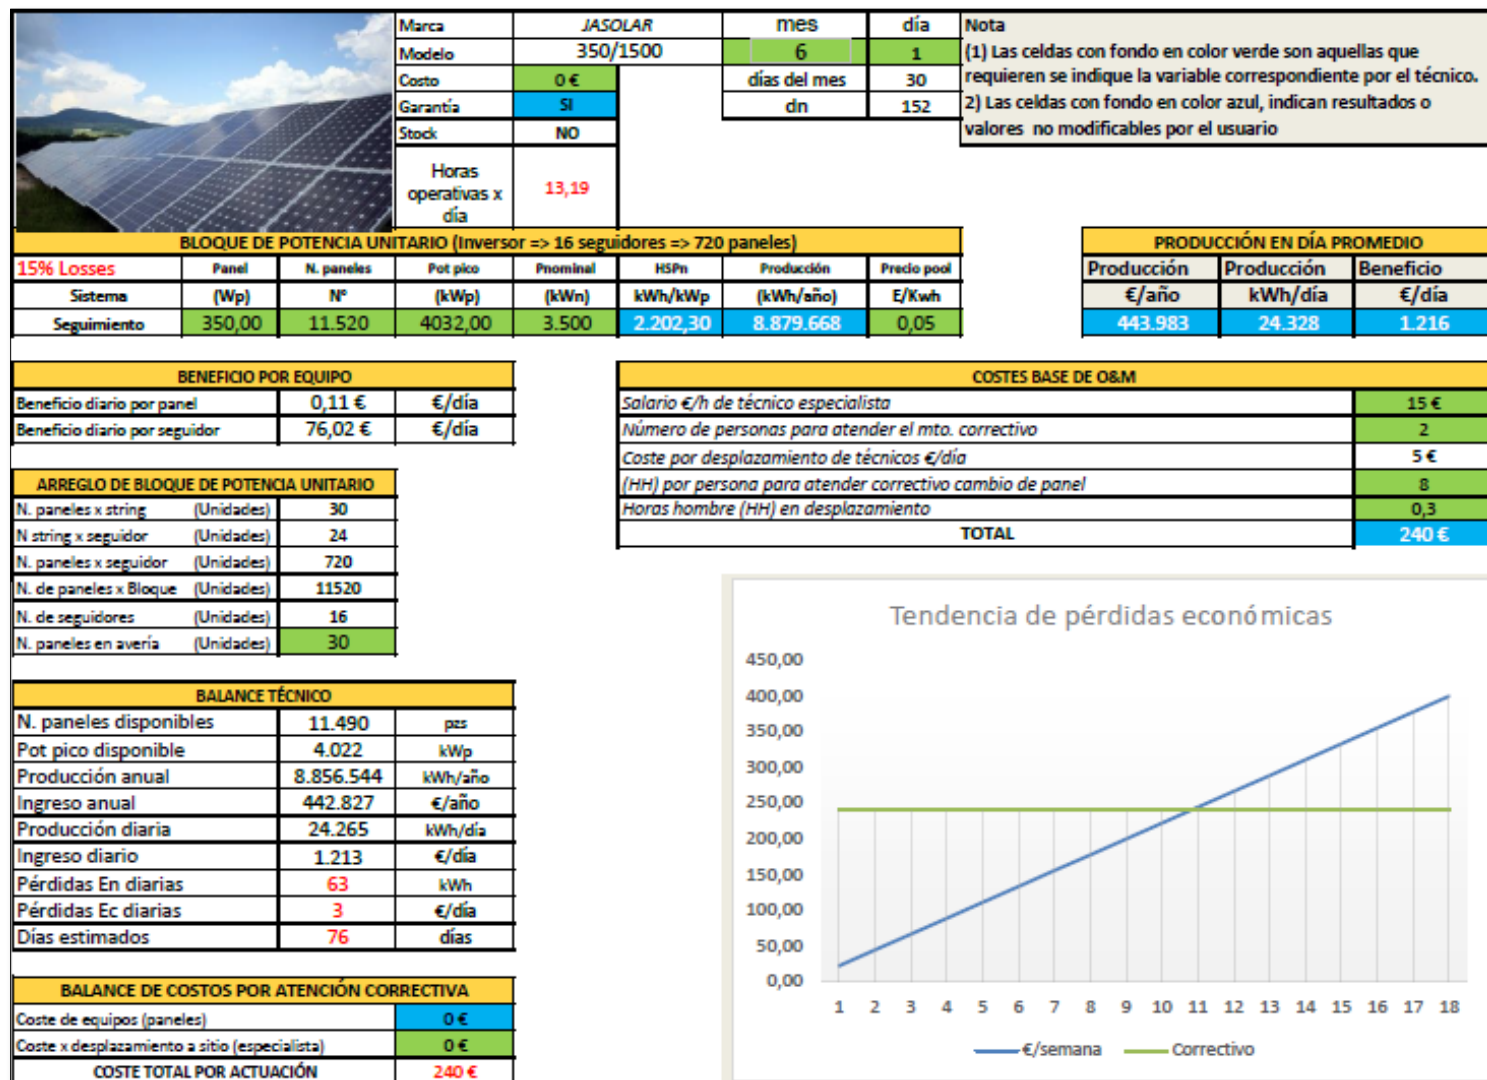 Marca JASOLAR mes día
Modelo 350/1500 6 1
Costo 0 € días del mes 30
Garantía SI dn 152
Stock NO
Horas
operativas x
día
13,19
Nota
(1) Las celdas con fondo en color verde son aquellas que
requieren se indique la variable correspondiente por el técnico.
2) Las celdas con fondo en color azul, indican resultados o
valores no modificables por el usuario
BLOQUE DE POTENCIA UNITARIO (Inversor => 16 seguidores => 720 paneles)
15% Losses Panel N. paneles Pot pico Pnominal HSPn Producción Precio pool
Sistema (Wp) Nº (kWp) (kWn) kWh/kWp (kWh/año) E/Kwh
Seguimiento 350,00 11.520 4032,00 3.500 2.202,30 8.879.668 0,05
PRODUCCIÓN EN DÍA PROMEDIO
Producción Producción Beneficio
€/año kWh/día €/día
443.983 24.328 1.216
BENEFICIO POR EQUIPO
Beneficio diario por panel 0,11 € €/día
Beneficio diario por seguidor 76,02 € €/día
COSTES BASE DE O&M
Salario €/h de técnico especialista 15 €
Número de personas para atender el mto. correctivo 2
Coste por desplazamiento de técnicos €/día 5 €
(HH) por persona para atender correctivo cambio de panel 8
Horas hombre (HH) en desplazamiento 0,3
TOTAL 240 €
ARREGLO DE BLOQUE DE POTENCIA UNITARIO
N. paneles x string (Unidades) 30
N string x seguidor (Unidades) 24
N. paneles x seguidor (Unidades) 720
N. de paneles x Bloque (Unidades) 11520
N. de seguidores (Unidades) 16
N. paneles en avería (Unidades) 30
BALANCE TÉCNICO
N. paneles disponibles 11.490 pzs
Pot pico disponible 4.022 kWp
Producción anual 8.856.544 kWh/año
Ingreso anual 442.827 €/año
Producción diaria 24.265 kWh/día
Ingreso diario 1.213 €/día
Pérdidas En diarias 63 kWh
Pérdidas Ec diarias 3 €/día
Días estimados 76 días
BALANCE DE COSTOS POR ATENCIÓN CORRECTIVA
Coste de equipos (paneles) 0 €
Coste x desplazamiento a sitio (especialista) 0 €
COSTE TOTAL POR ACTUACIÓN 240 €
Tendencia de pérdidas económicas
450,00
400,00
350,00
300,00
250,00
200,00
150,00
100,00
50,00
0,00
1 2 3 4 5 6 7 8 9 10 11 12 13 14 15 16 17 18
€/semana Correctivo